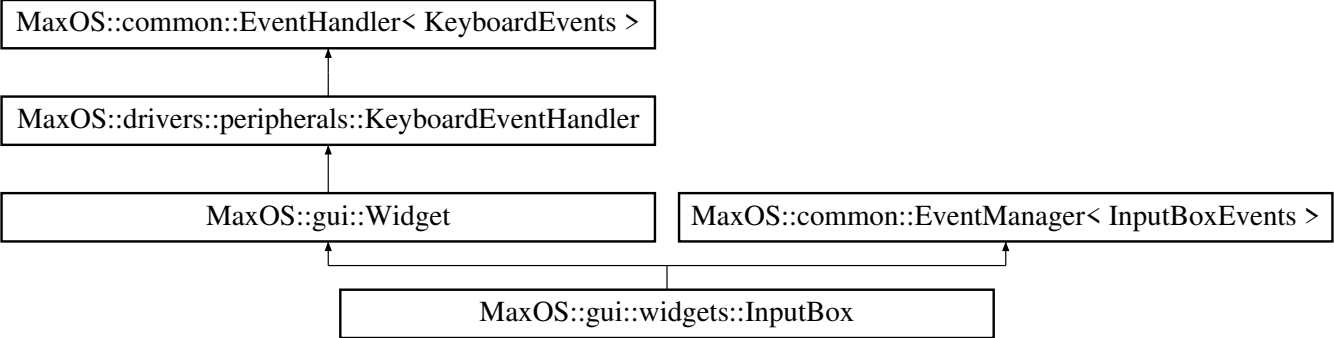 MaxOS::common::EventHandler< KeyboardEvents >
MaxOS::drivers::peripherals::KeyboardEventHandler
MaxOS::gui::Widget
MaxOS::common::EventManager< InputBoxEvents >
MaxOS::gui::widgets::InputBox